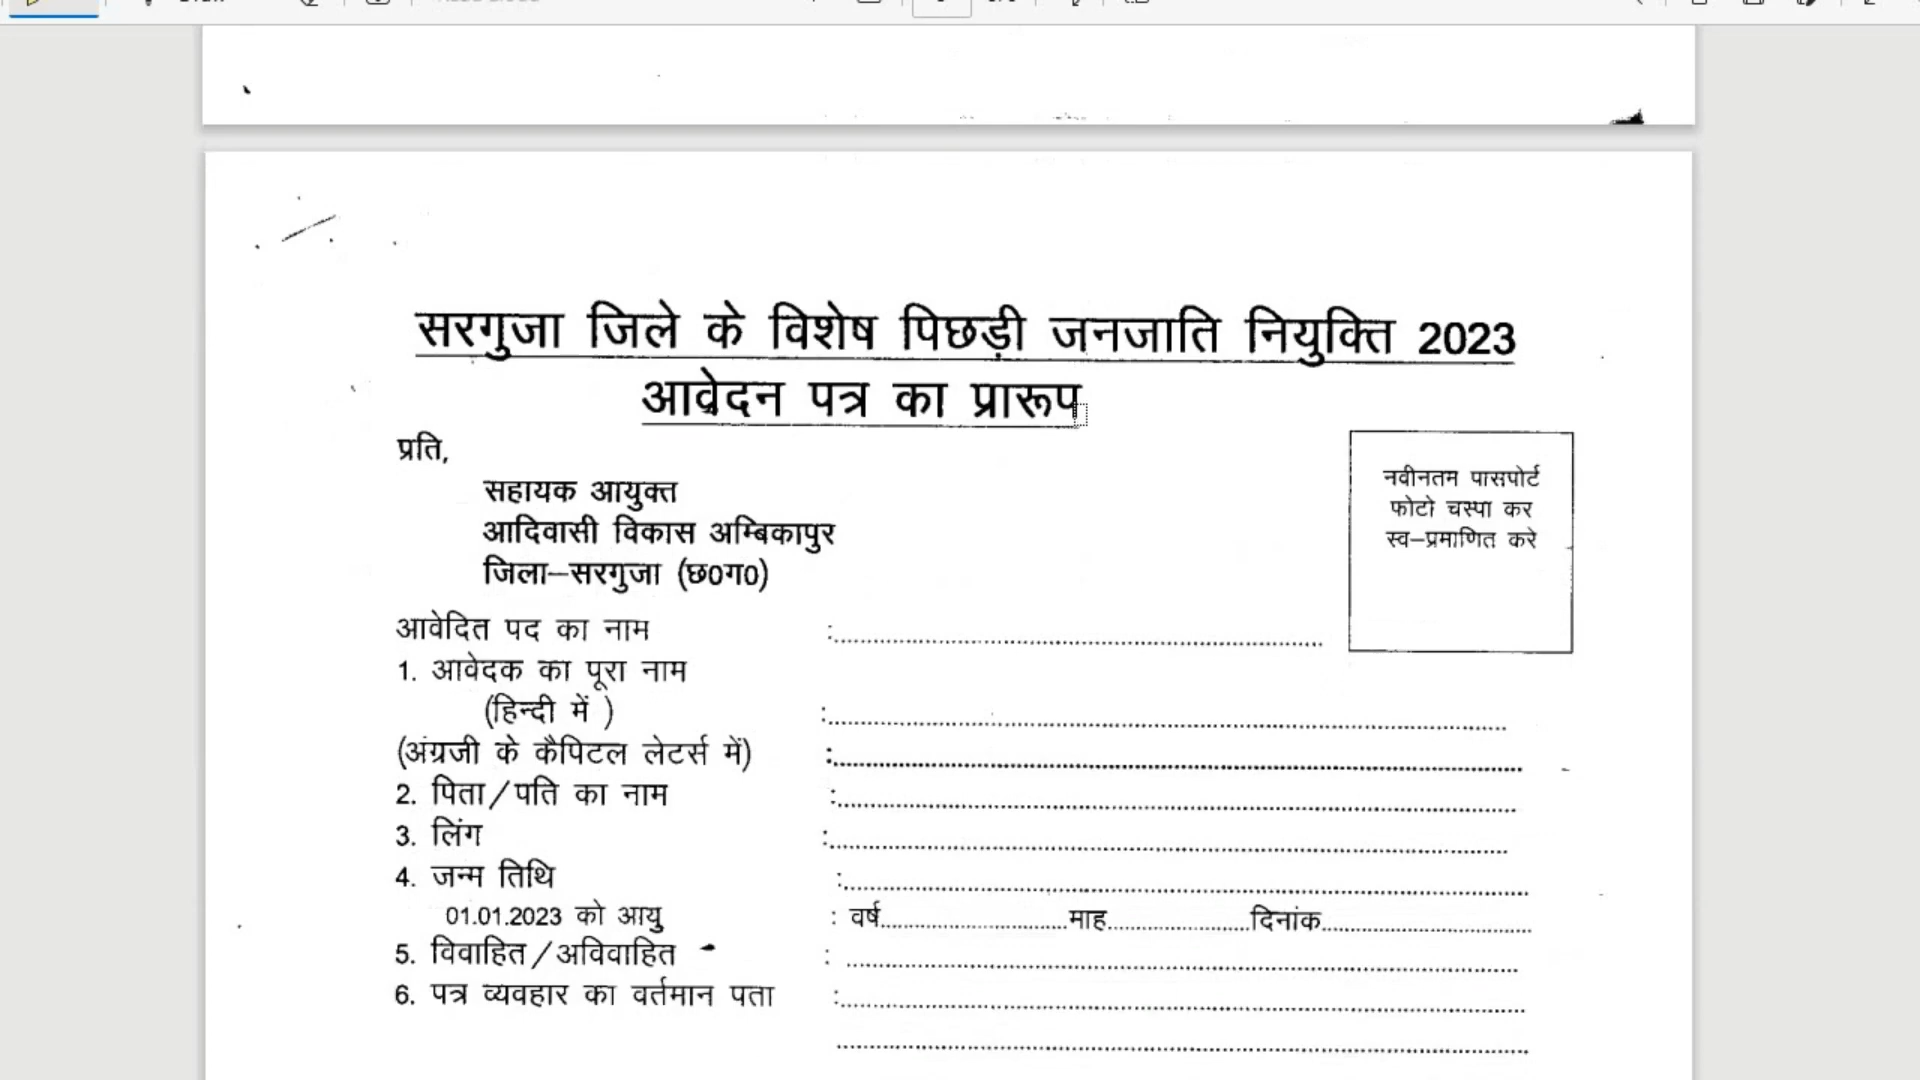 सरगुजा जिले के विशेष पिछड़ी जनजाति नियुक्ति 2023
आवेदन पत्र का प्रारूप
प्रति,
सहायक आयुक्त
आदिवासी विकास अम्बिकापुर
जिला–सरगुजा (छ0ग0)
नवीनतम पासपोर्ट
फोटो चस्पा कर
स्व–प्रमाणित करे
आवेदित पद का नाम :..........
1. आवेदक का पूरा नाम
(हिन्दी में ) :..........
(अंग्रजी के कैपिटल लेटर्स में) :..........
2. पिता/पति का नाम :..........
3. लिंग :..........
4. जन्म तिथि :..........
01.01.2023 को आयु : वर्ष..........माह..........दिनांक..........
5. विवाहित/अविवाहित : ..........
6. पत्र व्यवहार का वर्तमान पता :..........